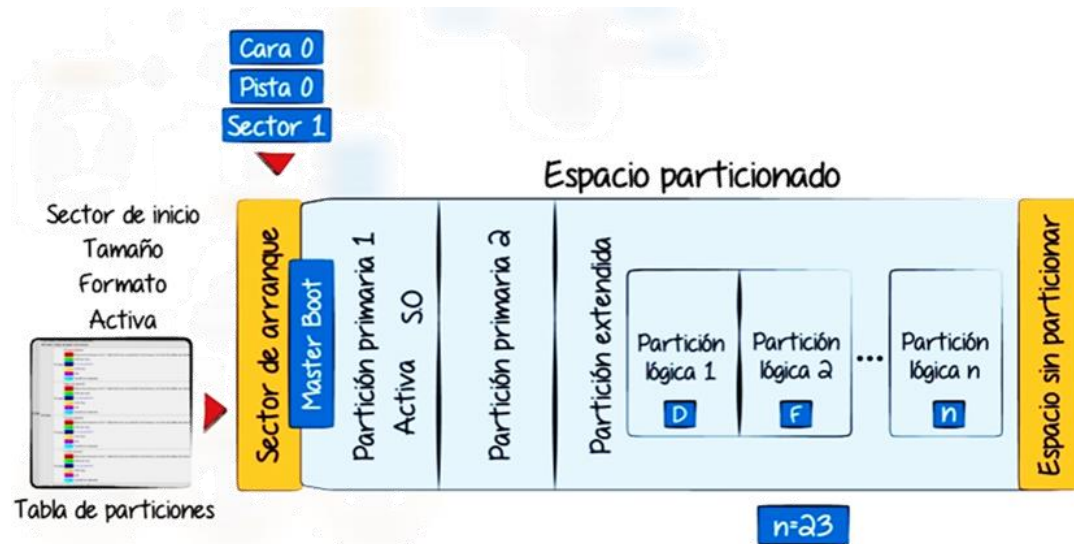 Cara 0
Pista 0
Sector 1
Espacio particionado
Sector de inicio
Tamaño
Formato
Activa
Tabla de particiones
Sector de arranque
Master Boot
Partición primaria 1
Activa S.O
Partición primaria 2
Partición extendida
Partición
lógica 1
D
Partición
lógica 2
F
...
Partición
lógica n
n
Espacio sin particionar
n=23